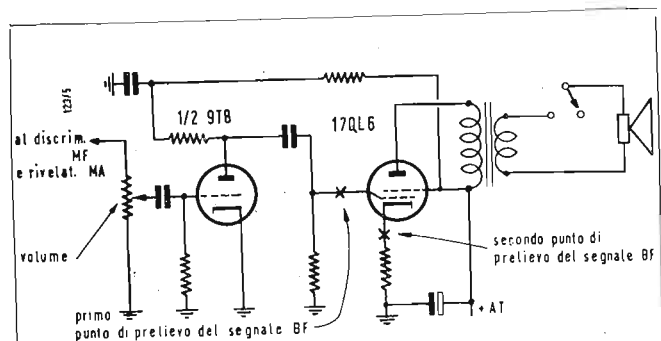 123/5
1/2 9T8
17QL6
al discrim.
MF
e rivelat. MA
volume
primo
punto di prelievo del segnale BF
secondo punto di
prelievo del segnale BF
+ AT